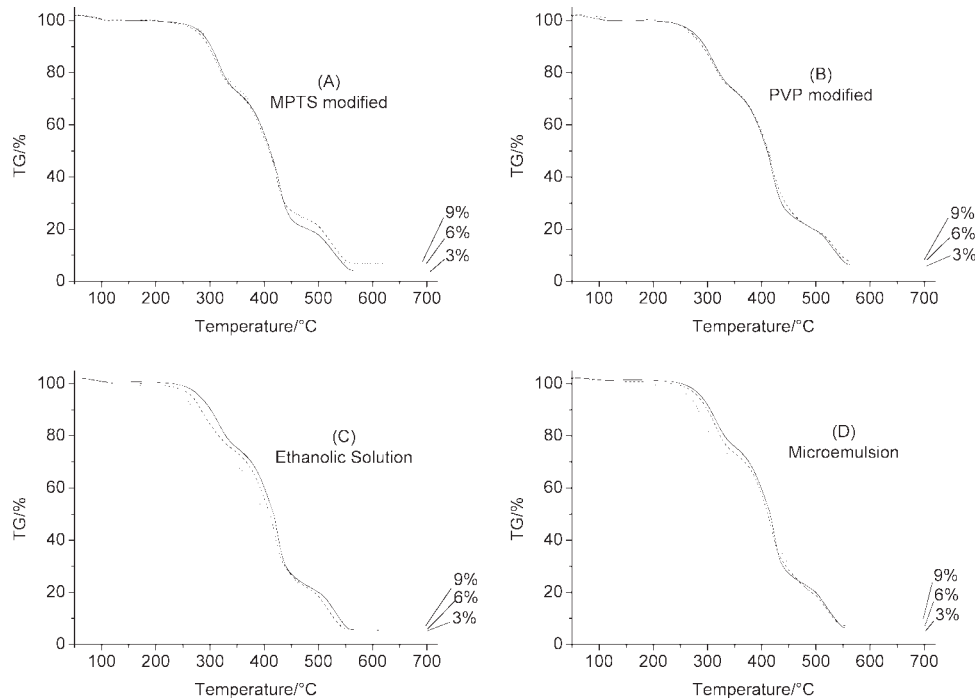 100
80
60
40
20
0
TG/%
(A)
MPTS modified
9%
6%
3%
100 200 300 400 500 600 700
Temperature/°C
100
80
60
40
20
0
TG/%
(B)
PVP modified
9%
6%
3%
100 200 300 400 500 600 700
Temperature/°C
100
80
60
40
20
0
TG/%
(C)
Ethanolic Solution
9%
6%
3%
100 200 300 400 500 600 700
Temperature/°C
100
80
60
40
20
0
TG/%
(D)
Microemulsion
9%
6%
3%
100 200 300 400 500 600 700
Temperature/°C